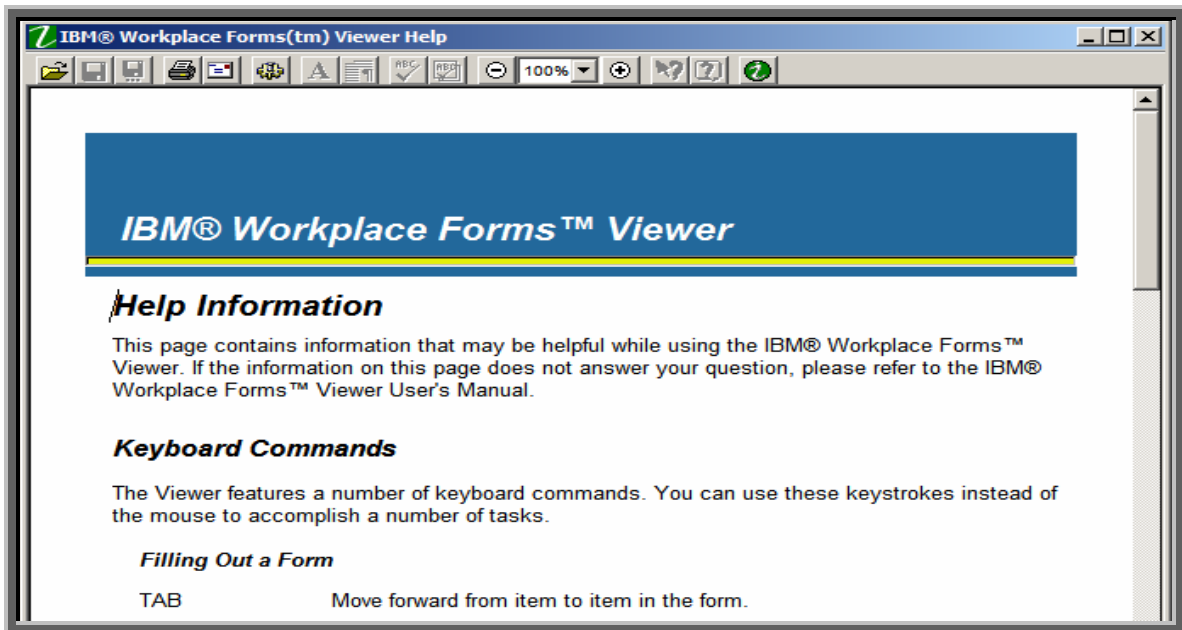 IBM® Workplace Forms(tm) Viewer Help
A ABC ABC 100%
IBM® Workplace Forms™ Viewer
Help Information
This page contains information that may be helpful while using the IBM® Workplace Forms™
Viewer. If the information on this page does not answer your question, please refer to the IBM®
Workplace Forms™ Viewer User's Manual.
Keyboard Commands
The Viewer features a number of keyboard commands. You can use these keystrokes instead of
the mouse to accomplish a number of tasks.
Filling Out a Form
TAB Move forward from item to item in the form.